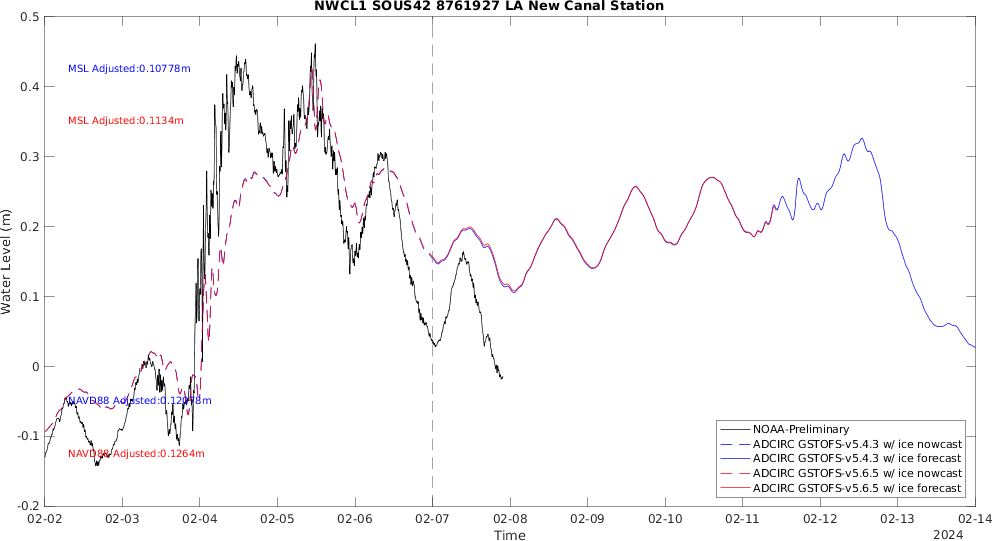 NWCL1 SOUS42 8761927 LA New Canal Station
0.5
0.4
0.3
0.2
0.1
0
-0.1
-0.2
Water Level (m)
MSL Adjusted:0.10778m
MSL Adjusted:0.1134m
NAVD88 Adjusted:0.12078m
NAVD88 Adjusted:0.1264m
NOAA-Preliminary
ADCIRC GSTOFS-v5.4.3 w/ ice nowcast
ADCIRC GSTOFS-v5.4.3 w/ ice forecast
ADCIRC GSTOFS-v5.6.5 w/ ice nowcast
ADCIRC GSTOFS-v5.6.5 w/ ice forecast
02-02 02-03 02-04 02-05 02-06 02-07 02-08 02-09 02-10 02-11 02-12 02-13 02-14
Time
2024